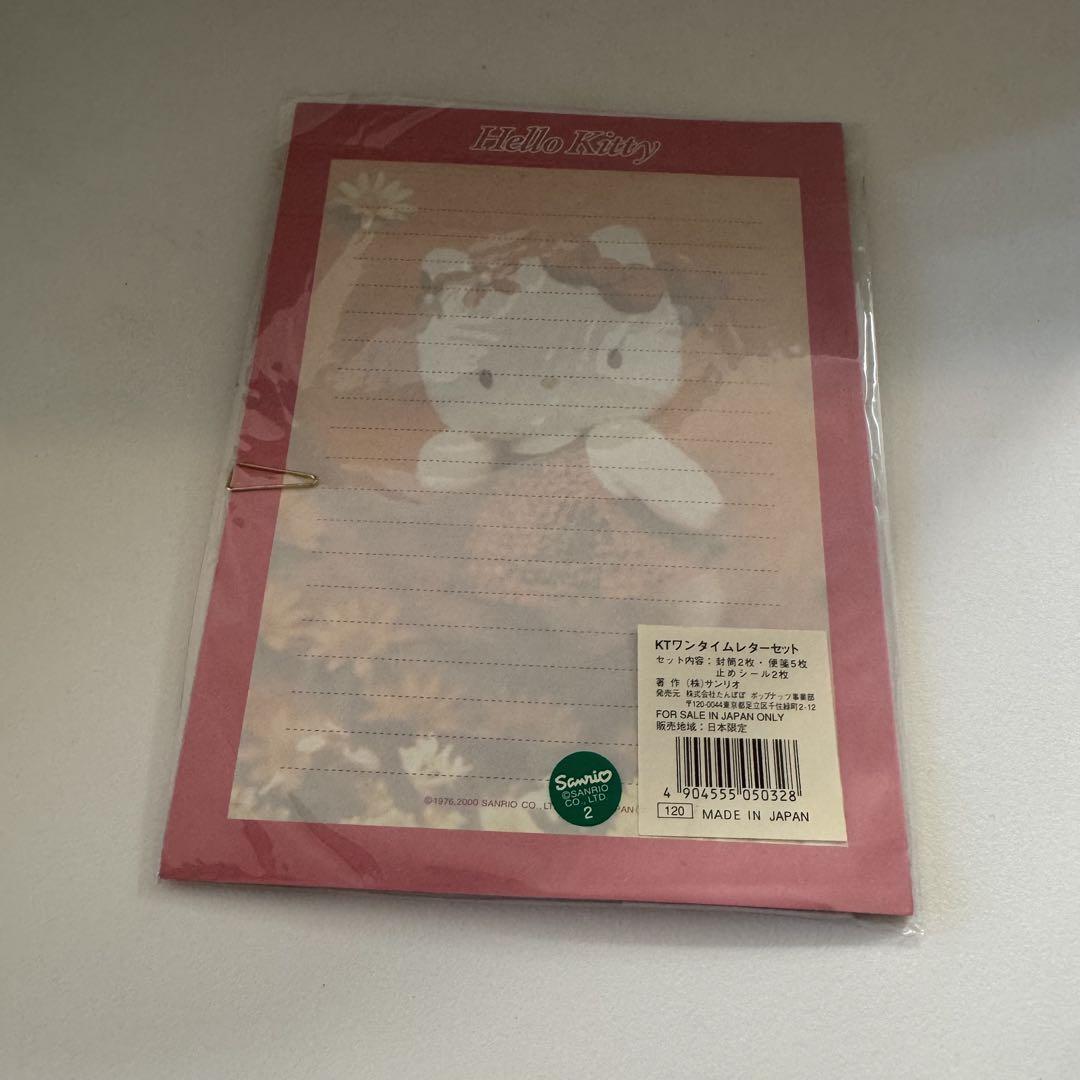 Hello Kitty
KTワンタイムレターセット
セット内容：封筒2枚・便箋5枚
止めシール2枚
著作 (株)サンリオ
発売元 株式会社たんぽぽ ポップナッツ事業部
〒120-0044東京都足立区千住緑町2-12
FOR SALE IN JAPAN ONLY
販売地域：日本限定
4 904555 050328
120 MADE IN JAPAN
Sanrio
©SANRIO
CO., LTD.
2
©1976,2000 SANRIO CO., LT